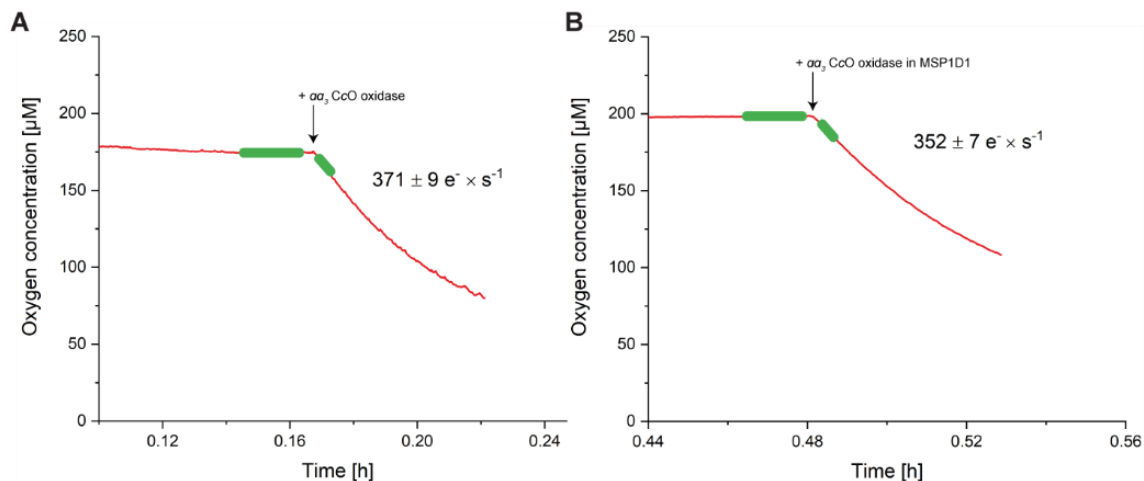 A
250
200
150
100
50
0
Oxygen concentration [µM]
+ aa₃ CcO oxidase
371 ± 9 e⁻ × s⁻¹
0.12 0.16 0.20 0.24
Time [h]
B
250
200
150
100
50
0
Oxygen concentration [µM]
+ aa₃ CcO oxidase in MSP1D1
352 ± 7 e⁻ × s⁻¹
0.44 0.48 0.52 0.56
Time [h]